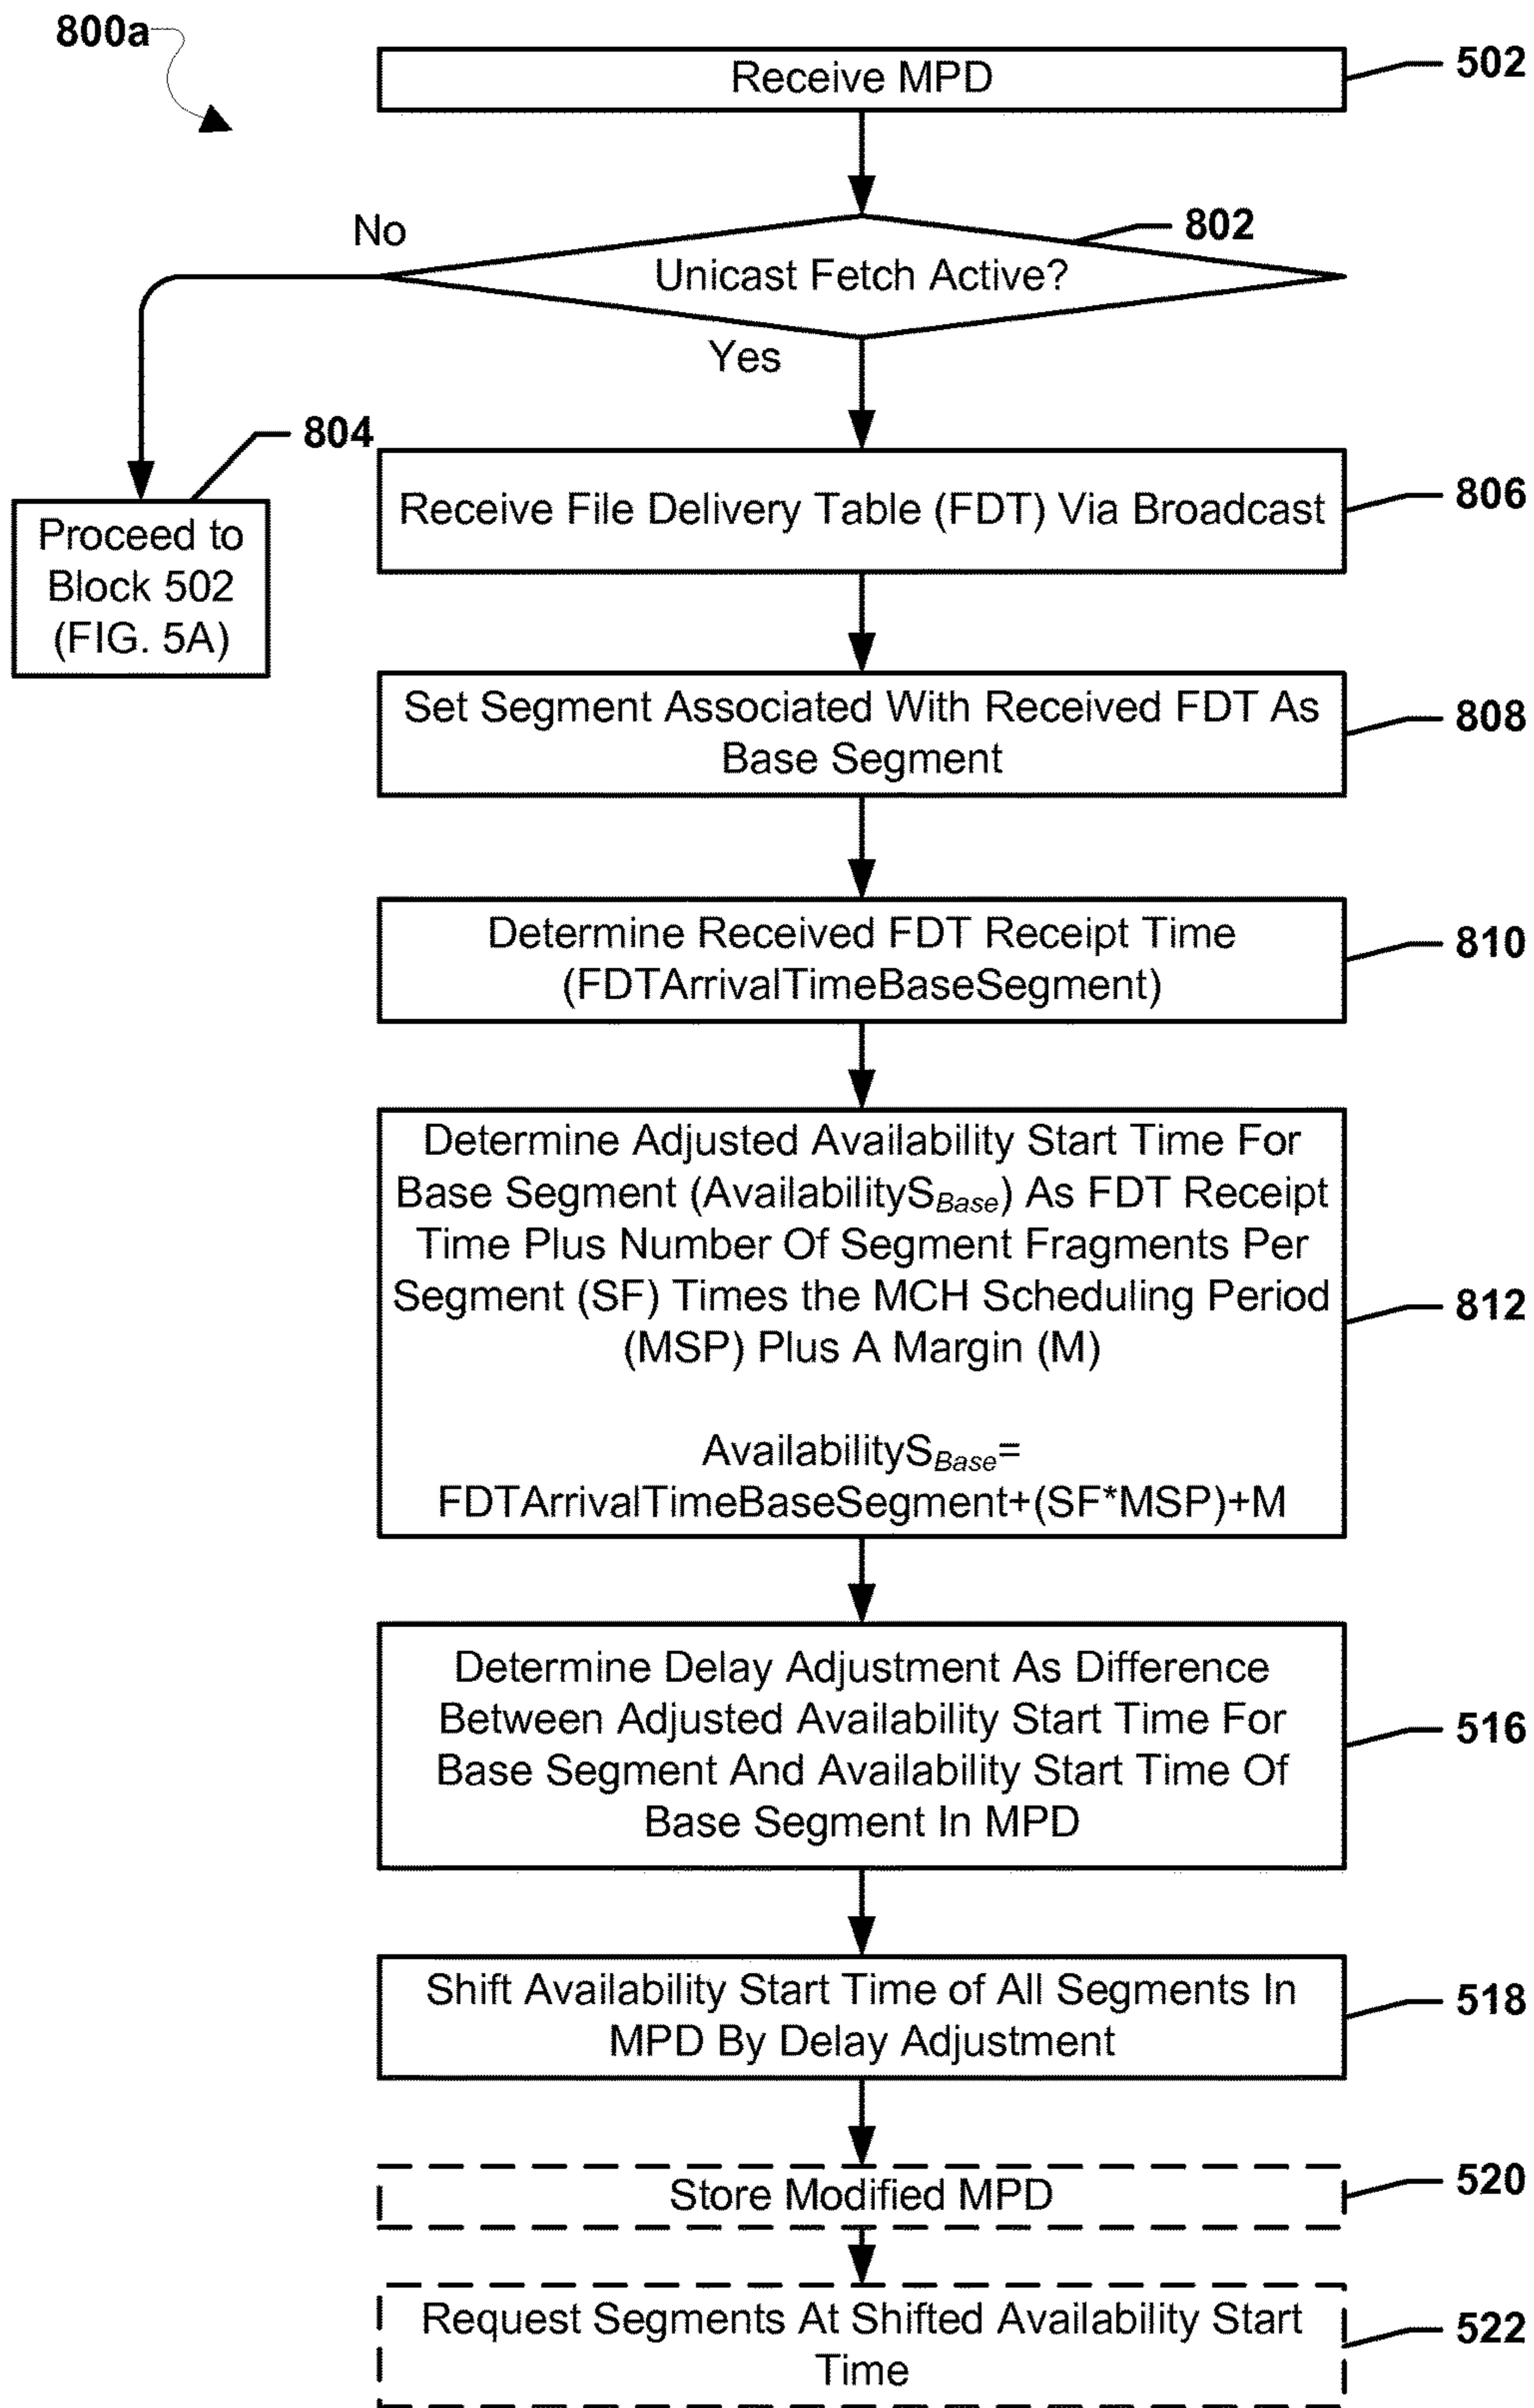 800a
Receive MPD
502
802
No
Unicast Fetch Active?
Yes
804
Proceed to
Block 502
(FIG. 5A)
Receive File Delivery Table (FDT) Via Broadcast
806
Set Segment Associated With Received FDT As
Base Segment
808
Determine Received FDT Receipt Time
(FDTArrivalTimeBaseSegment)
810
Determine Adjusted Availability Start Time For
Base Segment (AvailabilitySBase) As FDT Receipt
Time Plus Number Of Segment Fragments Per
Segment (SF) Times the MCH Scheduling Period
(MSP) Plus A Margin (M)
AvailabilitySBase=
FDTArrivalTimeBaseSegment+(SF*MSP)+M
812
Determine Delay Adjustment As Difference
Between Adjusted Availability Start Time For
Base Segment And Availability Start Time Of
Base Segment In MPD
516
Shift Availability Start Time of All Segments In
MPD By Delay Adjustment
518
Store Modified MPD
520
Request Segments At Shifted Availability Start
Time
522